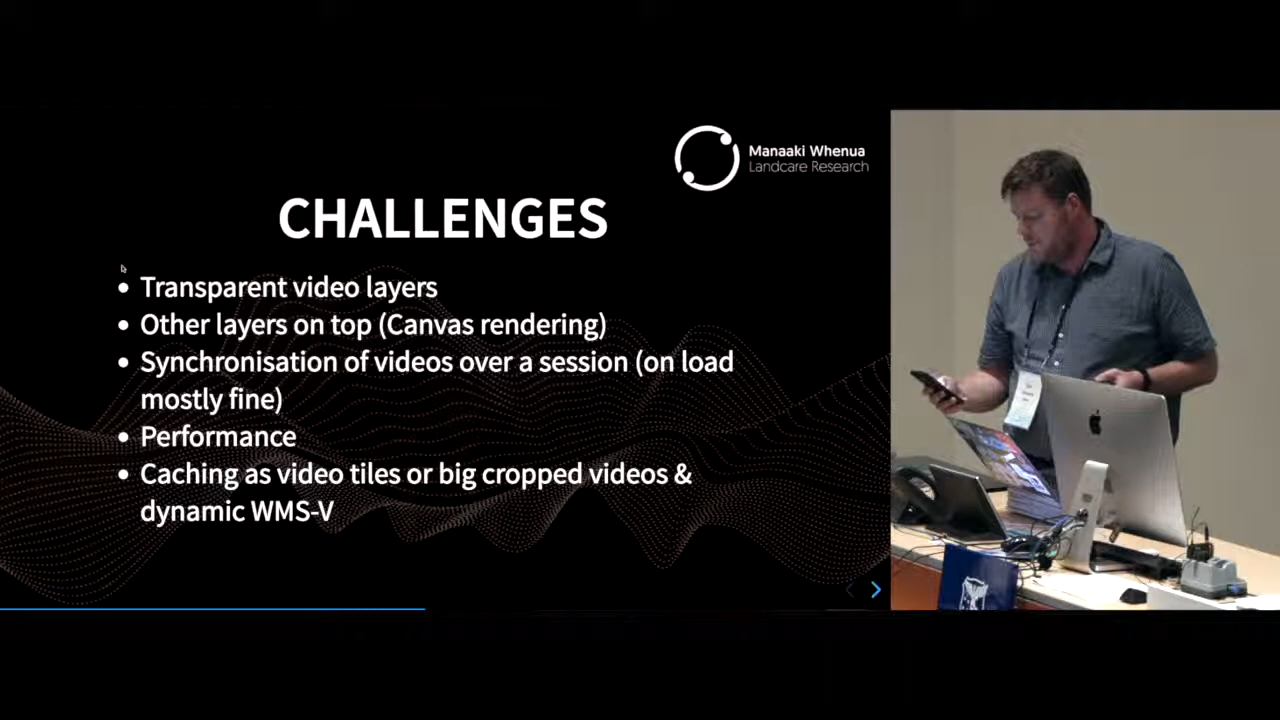 Manaaki Whenua
Landcare Research
CHALLENGES
• Transparent video layers
• Other layers on top (Canvas rendering)
• Synchronisation of videos over a session (on load
mostly fine)
• Performance
• Caching as video tiles or big cropped videos &
dynamic WMS-V